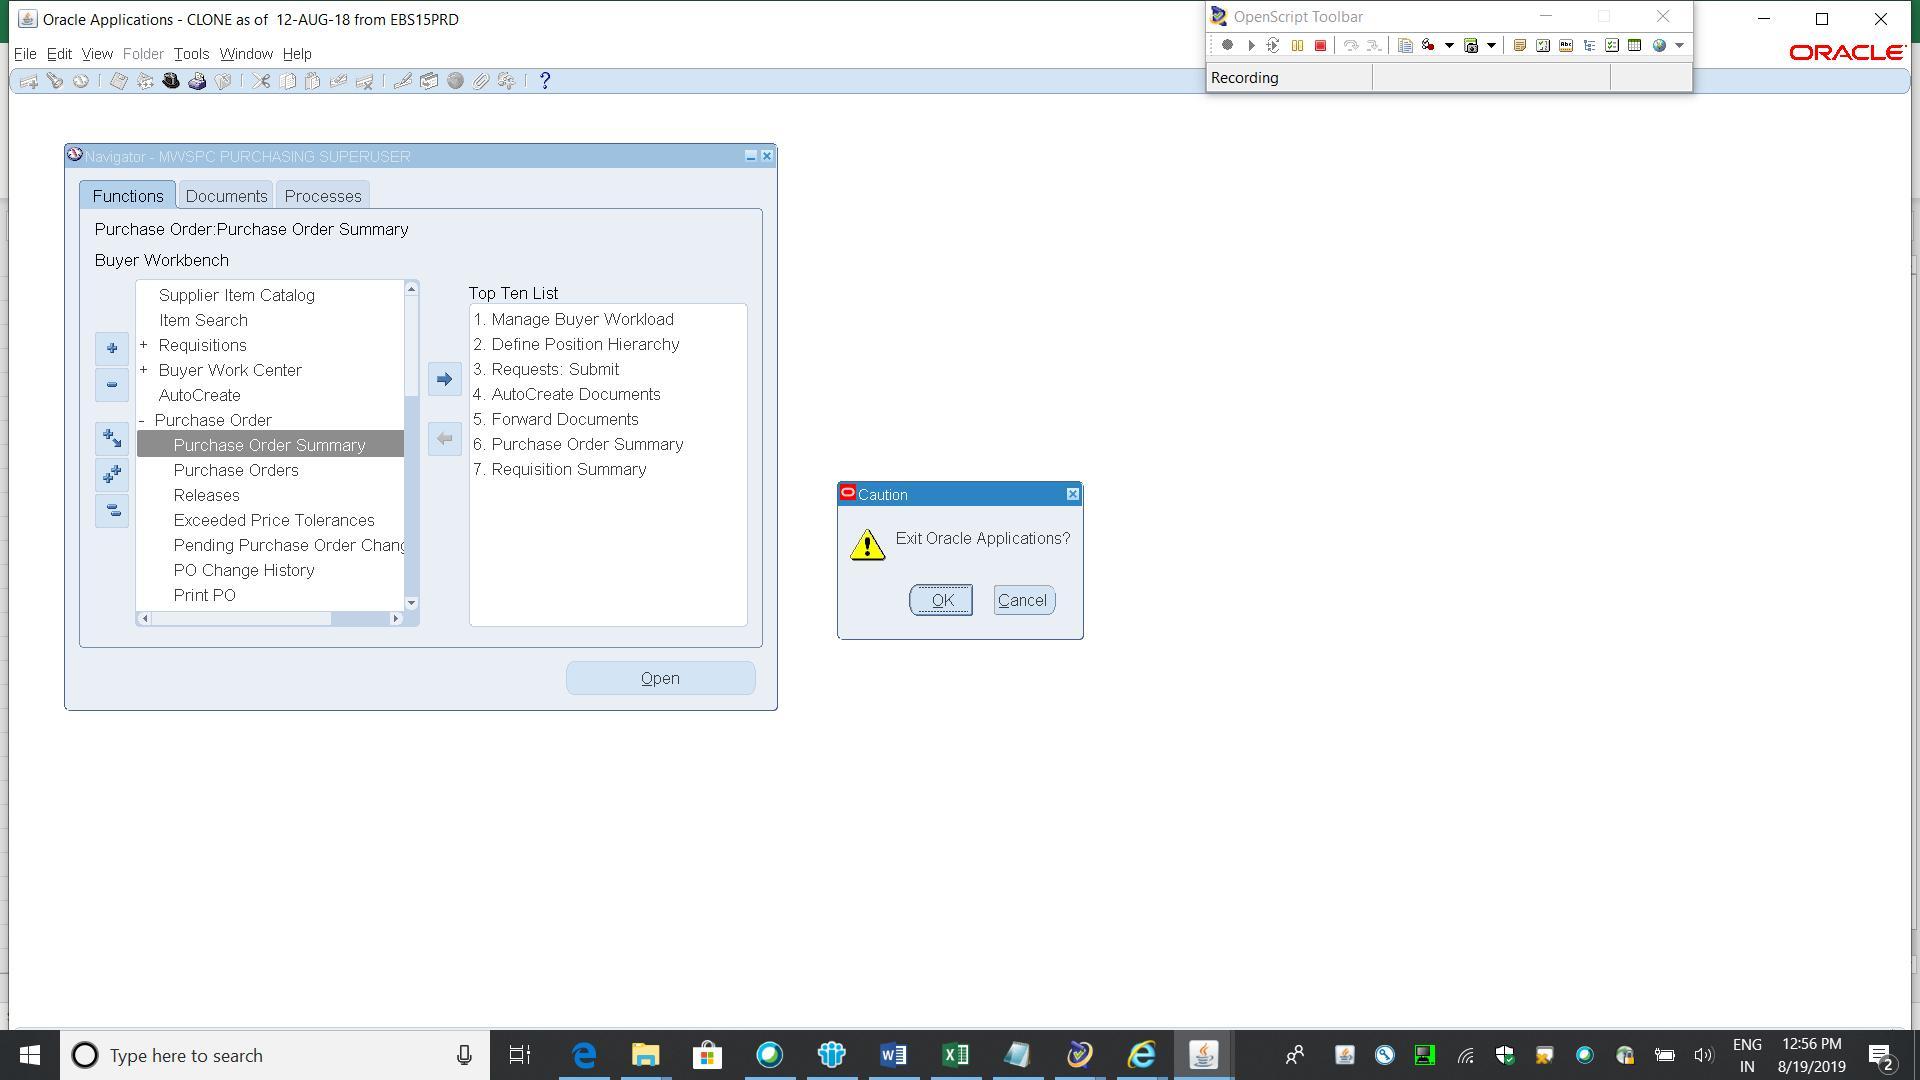 Oracle Applications - CLONE as of 12-AUG-18 from EBS15PRD
OpenScript Toolbar
File Edit View Folder Tools Window Help
ORACLE
Recording
Navigator - MWSPC PURCHASING SUPERUSER
Functions Documents Processes
Purchase Order:Purchase Order Summary
Buyer Workbench
Supplier Item Catalog
Item Search
+ Requisitions
+ Buyer Work Center
AutoCreate
- Purchase Order
Purchase Order Summary
Purchase Orders
Releases
Exceeded Price Tolerances
Pending Purchase Order Chang
PO Change History
Print PO
Top Ten List
1. Manage Buyer Workload
2. Define Position Hierarchy
3. Requests: Submit
4. AutoCreate Documents
5. Forward Documents
6. Purchase Order Summary
7. Requisition Summary
Open
Caution
Exit Oracle Applications?
OK Cancel
Type here to search
ENG
IN
12:56 PM
8/19/2019
2